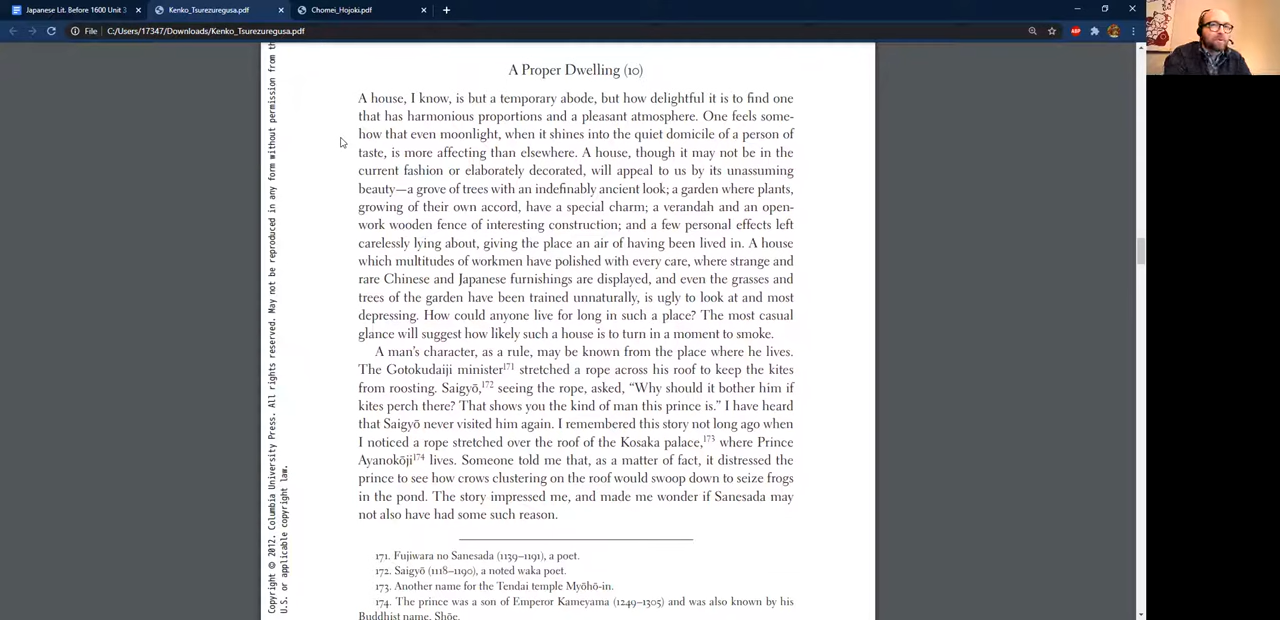 Japanese Lit. Before 1600 Unit 3
Kenko_Tsurezuregusa.pdf
Chomei_Hojoki.pdf
File
C:/Users/17347/Downloads/Kenko_Tsurezuregusa.pdf
ABP
Copyright © 2012. Columbia University Press. All rights reserved. May not be reproduced in any form without permission from th
U.S. or applicable copyright law.
A Proper Dwelling (10)
A house, I know, is but a temporary abode, but how delightful it is to find one
that has harmonious proportions and a pleasant atmosphere. One feels some-
how that even moonlight, when it shines into the quiet domicile of a person of
taste, is more affecting than elsewhere. A house, though it may not be in the
current fashion or elaborately decorated, will appeal to us by its unassuming
beauty—a grove of trees with an indefinably ancient look; a garden where plants,
growing of their own accord, have a special charm; a verandah and an open-
work wooden fence of interesting construction; and a few personal effects left
carelessly lying about, giving the place an air of having been lived in. A house
which multitudes of workmen have polished with every care, where strange and
rare Chinese and Japanese furnishings are displayed, and even the grasses and
trees of the garden have been trained unnaturally, is ugly to look at and most
depressing. How could anyone live for long in such a place? The most casual
glance will suggest how likely such a house is to turn in a moment to smoke.
A man's character, as a rule, may be known from the place where he lives.
The Gotokudaiji minister171 stretched a rope across his roof to keep the kites
from roosting. Saigyō,172 seeing the rope, asked, "Why should it bother him if
kites perch there? That shows you the kind of man this prince is." I have heard
that Saigyō never visited him again. I remembered this story not long ago when
I noticed a rope stretched over the roof of the Kosaka palace,173 where Prince
Ayanokōji174 lives. Someone told me that, as a matter of fact, it distressed the
prince to see how crows clustering on the roof would swoop down to seize frogs
in the pond. The story impressed me, and made me wonder if Sanesada may
not also have had some such reason.
171. Fujiwara no Sanesada (1139–1191), a poet.
172. Saigyō (1118–1190), a noted waka poet.
173. Another name for the Tendai temple Myōhō-in.
174. The prince was a son of Emperor Kameyama (1249–1305) and was also known by his
Buddhist name, Shōe.